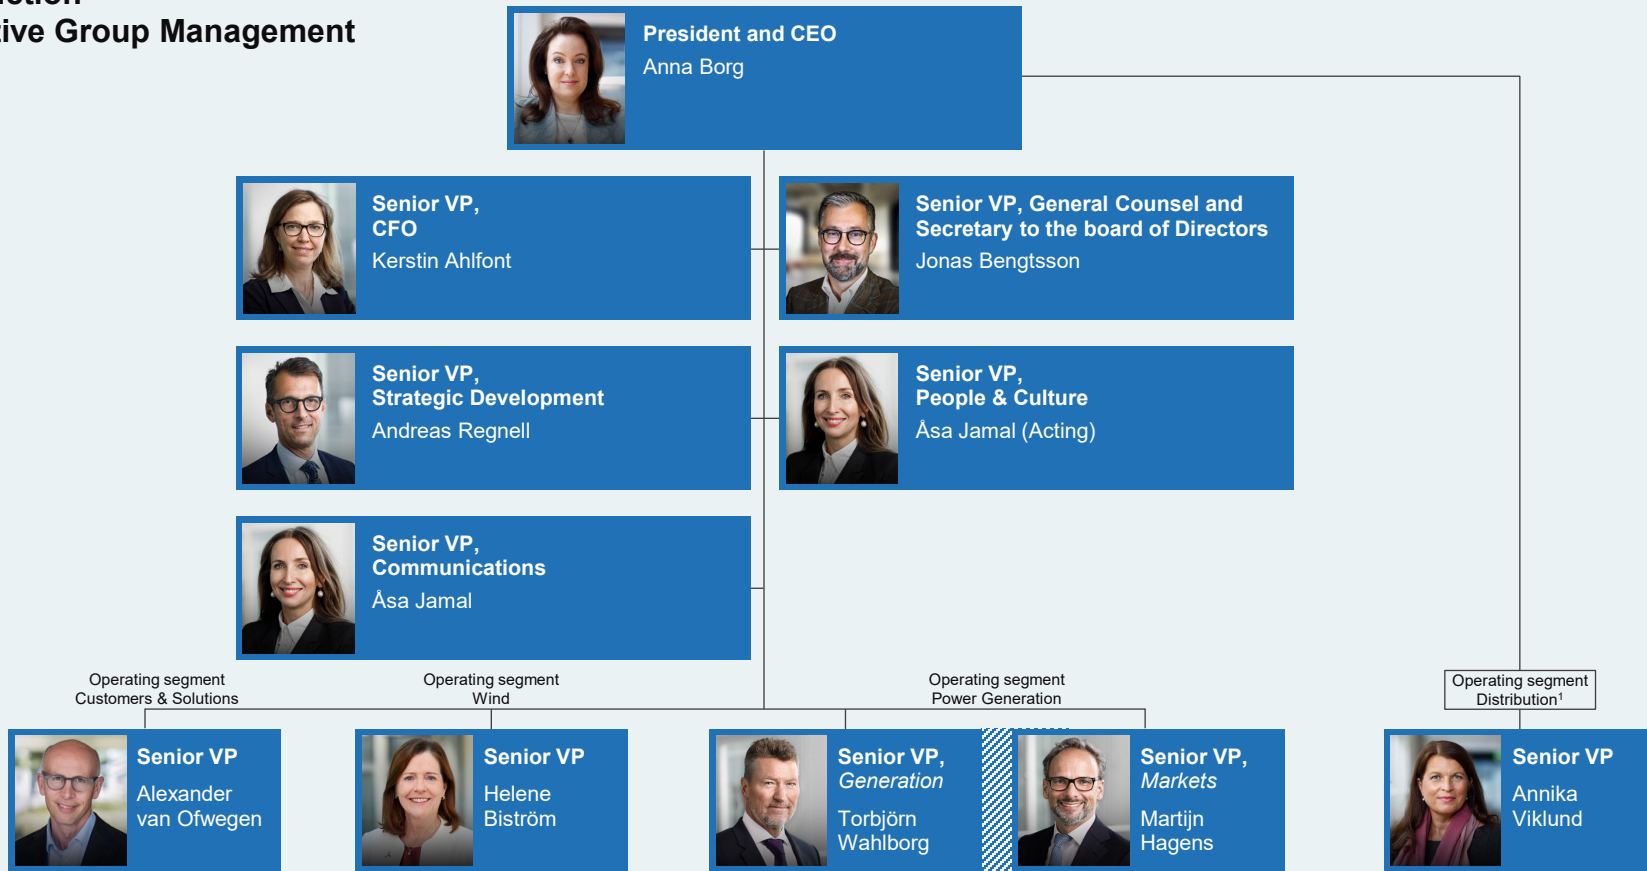 Group Management
President and CEO
Anna Borg
Senior VP,
CFO
Kerstin Ahlfont
Senior VP, General Counsel and
Secretary to the board of Directors
Jonas Bengtsson
Senior VP,
Strategic Development
Andreas Regnell
Senior VP,
People & Culture
Åsa Jamal (Acting)
Senior VP,
Communications
Åsa Jamal
Operating segment
Customers & Solutions
Operating segment
Wind
Operating segment
Power Generation
Operating segment
Distribution¹
Senior VP
Alexander
van Ofwegen
Senior VP
Helene
Biström
Senior VP,
Generation
Torbjörn
Wahlborg
Senior VP,
Markets
Martijn
Hagens
Senior VP
Annika
Viklund